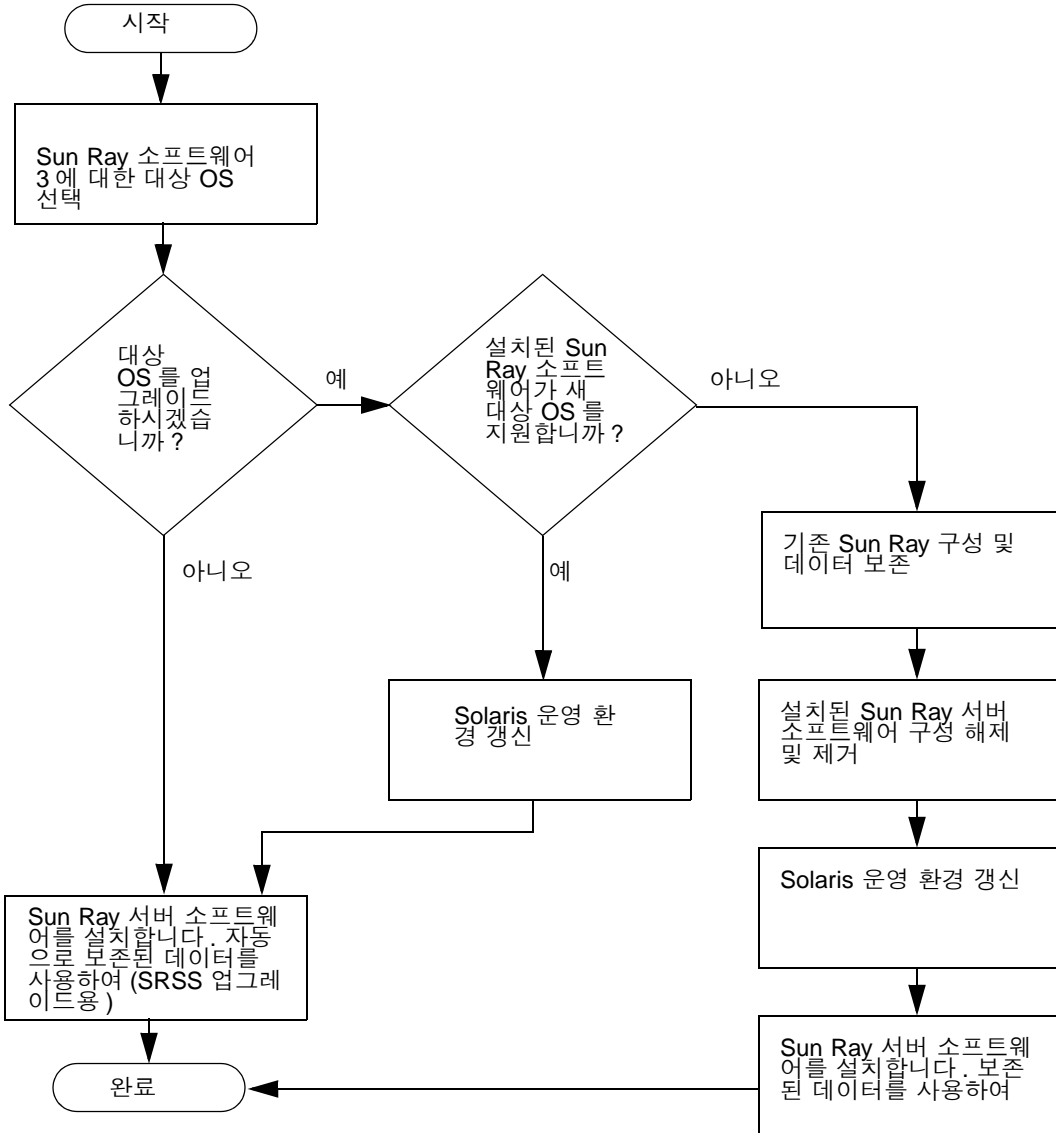 시작
Sun Ray 소프트웨어
3 에 대한 대상 OS
선택
대상
OS 를 업
그레이드
하시겠습
니까 ?
예
설치된 Sun
Ray 소프트
웨어가 새
대상 OS 를
지원합니까 ?
아니오
아니오
예
기존 Sun Ray 구성 및
데이터 보존
Solaris 운영 환
경 갱신
설치된 Sun Ray 서버
소프트웨어 구성 해제
및 제거
Solaris 운영 환경 갱신
Sun Ray 서버 소프트웨
어를 설치합니다 . 자동
으로 보존된 데이터를
사용하여 (SRSS 업그레
이드용 )
Sun Ray 서버 소프트웨
어를 설치합니다 . 보존
된 데이터를 사용하여
완료